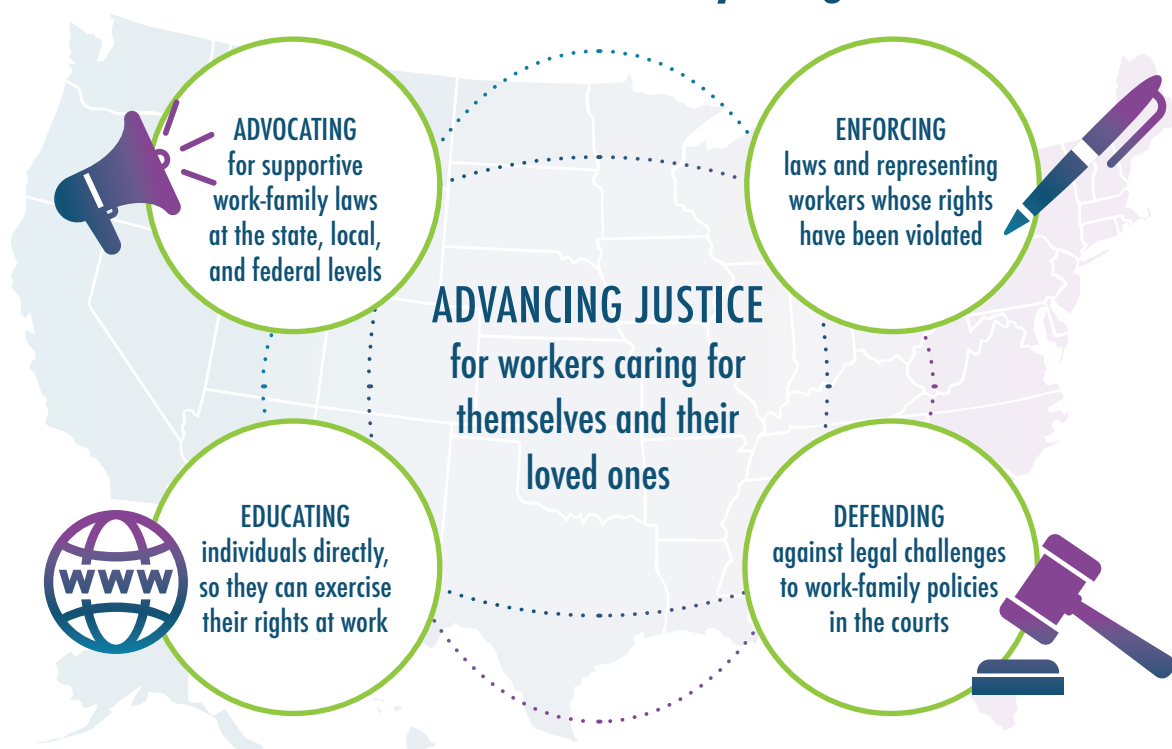 ADVOCATING
for supportive
work-family laws
at the state, local,
and federal levels
ENFORCING
laws and representing
workers whose rights
have been violated
ADVANCING JUSTICE
for workers caring for
themselves and their
loved ones
EDUCATING
individuals directly,
so they can exercise
their rights at work
WWW
DEFENDING
against legal challenges
to work-family policies
in the courts